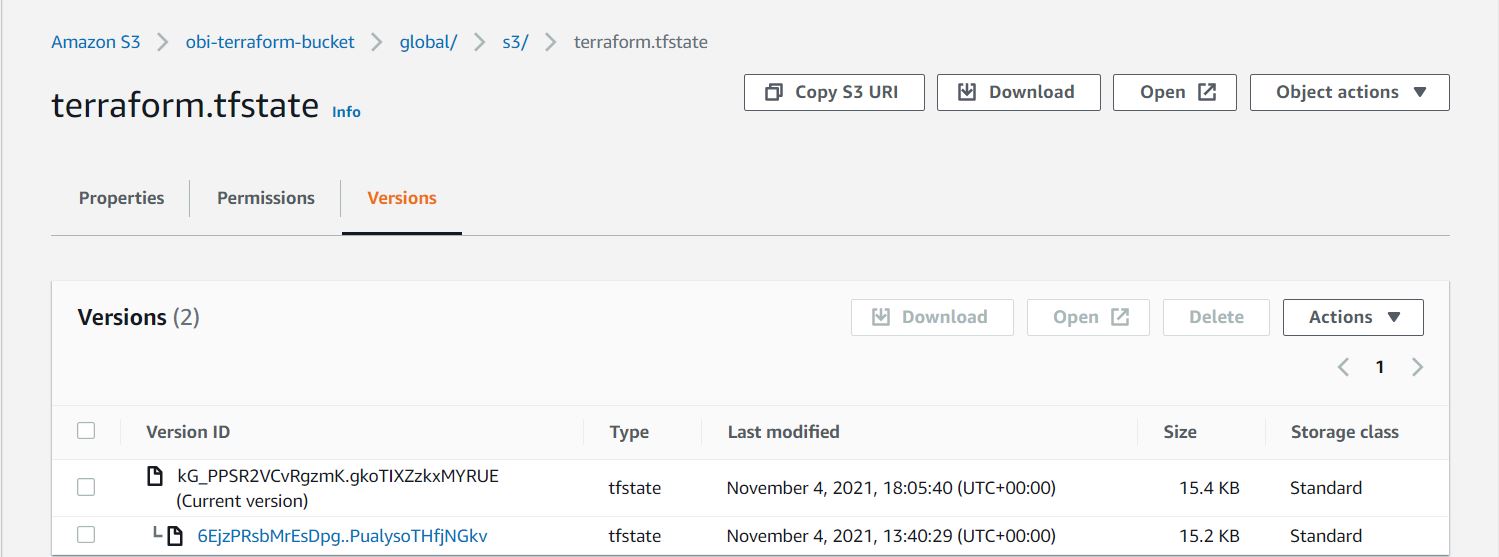 Amazon S3 > obi-terraform-bucket > global/ > s3/ > terraform.tfstate
terraform.tfstate Info
Copy S3 URI Download Open Object actions
Properties Permissions Versions
Versions (2)
Download Open Delete Actions
1
Version ID Type Last modified Size Storage class
kG_PPSR2VCvRgzmK.gkoTIXZzkxMYRUE
(Current version) tfstate November 4, 2021, 18:05:40 (UTC+00:00) 15.4 KB Standard
6EjzPRsbMrEsDpg..PualysoTHfjNGkv tfstate November 4, 2021, 13:40:29 (UTC+00:00) 15.2 KB Standard